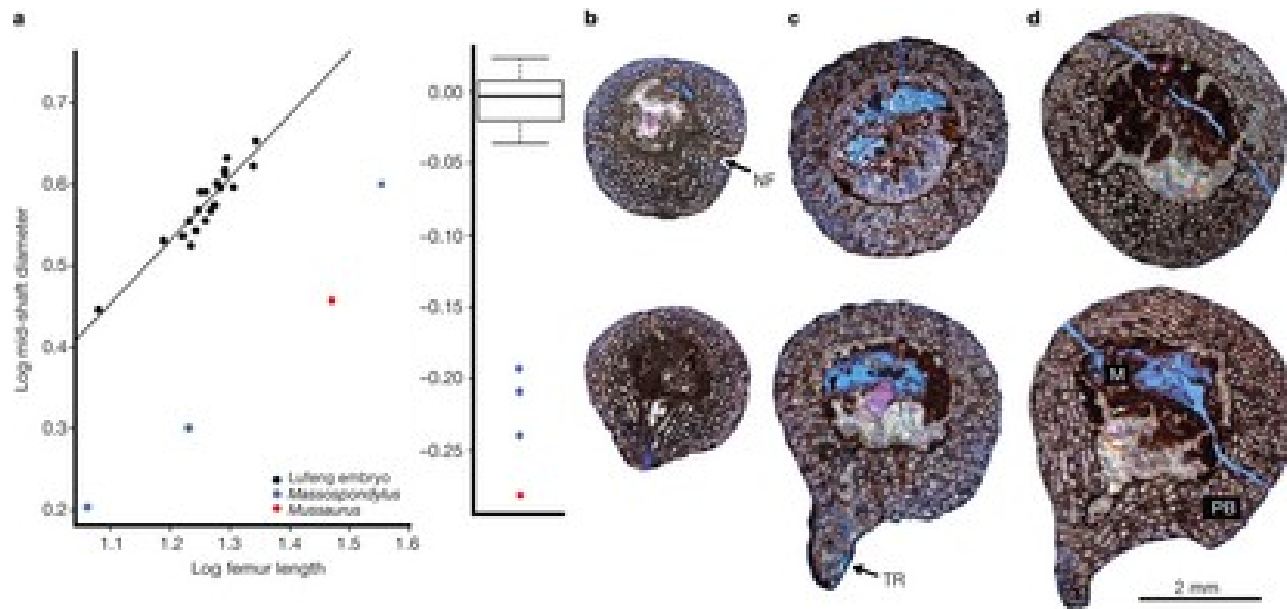 a
b
c
d
0.7
0.6
0.5
0.4
0.3
0.2
Log mid-shaft diameter
1.1
1.2
1.3
1.4
1.5
1.6
Log femur length
Lufeng embryo
Massospondylus
Mussaurus
0.00
−0.05
−0.10
−0.15
−0.20
−0.25
NF
TR
M
PB
2 mm